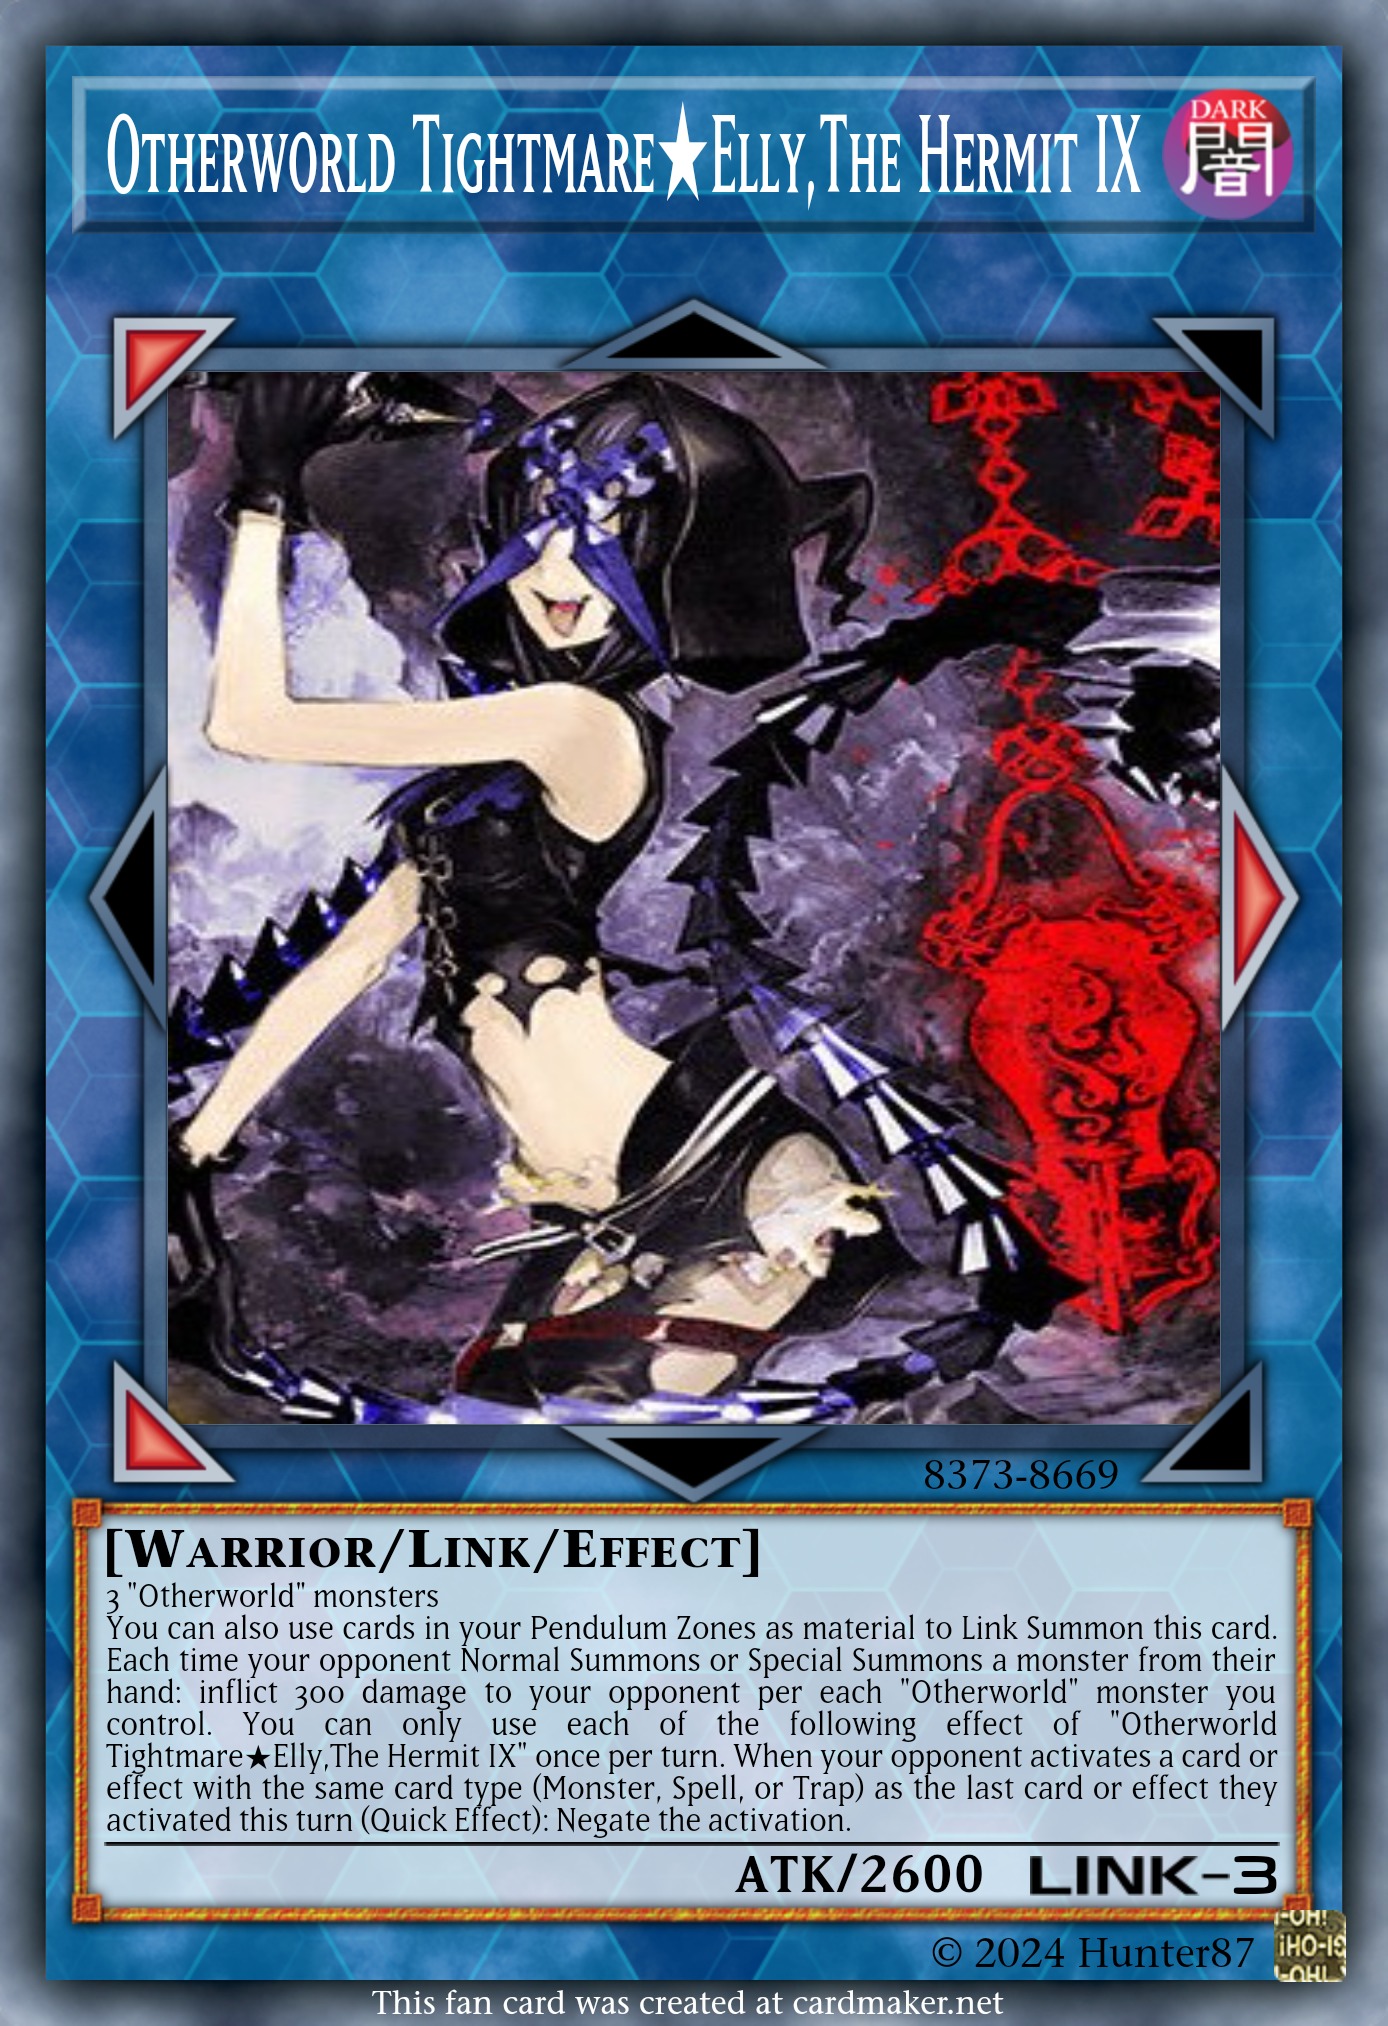 Otherworld Tightmare★Elly,The Hermit IX
DARK
闇
8373-8669
[Warrior/Link/Effect]
3 "Otherworld" monsters
You can also use cards in your Pendulum Zones as material to Link Summon this card.
Each time your opponent Normal Summons or Special Summons a monster from their
hand: inflict 300 damage to your opponent per each "Otherworld" monster you
control. You can only use each of the following effect of "Otherworld
Tightmare★Elly,The Hermit IX" once per turn. When your opponent activates a card or
effect with the same card type (Monster, Spell, or Trap) as the last card or effect they
activated this turn (Quick Effect): Negate the activation.
ATK/2600 LINK-3
© 2024 Hunter87
This fan card was created at cardmaker.net